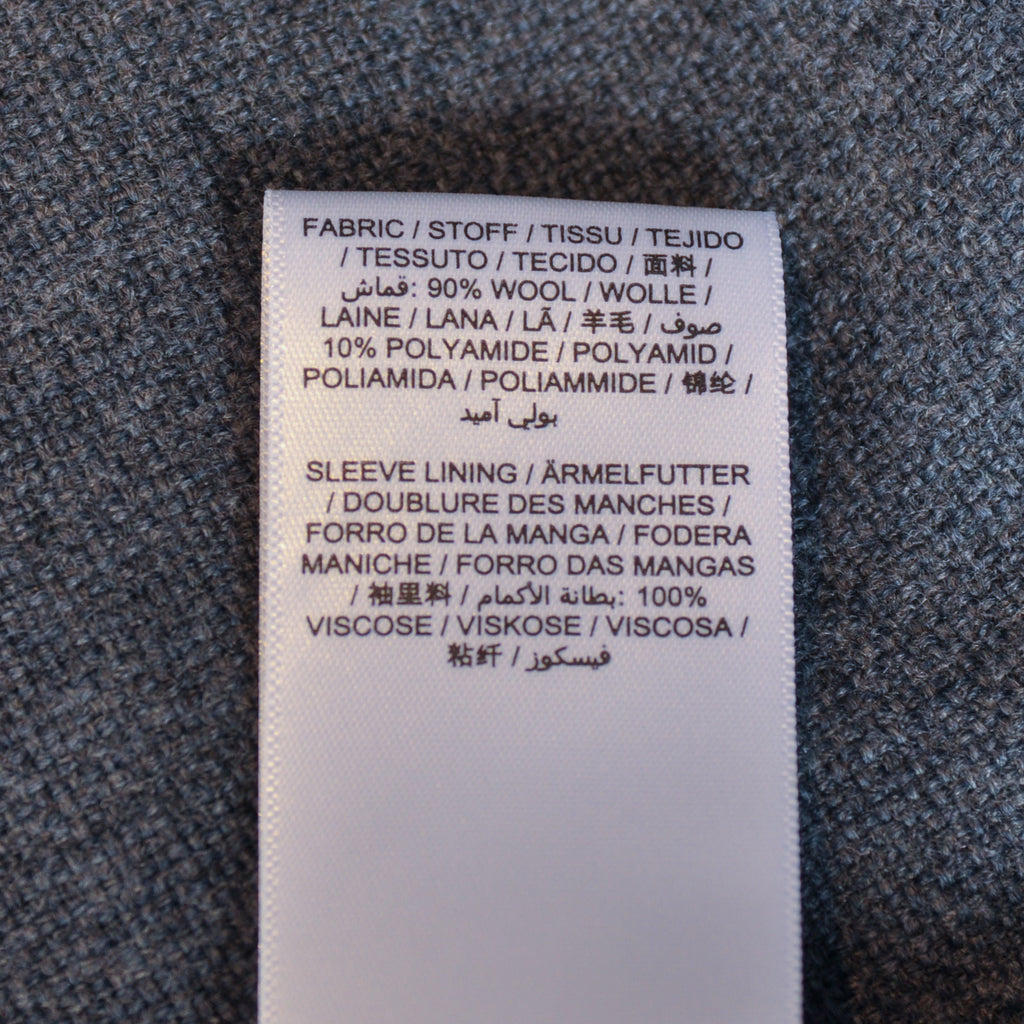 FABRIC / STOFF / TISSU / TEJIDO
/ TESSUTO / TECIDO / 面料 /
قماش: 90% WOOL / WOLLE /
LAINE / LANA / LÃ / 羊毛 / صوف
10% POLYAMIDE / POLYAMID /
POLIAMIDA / POLIAMMIDE / 锦纶 /
بولي آميد
SLEEVE LINING / ÄRMELFUTTER
/ DOUBLURE DES MANCHES /
FORRO DE LA MANGA / FODERA
MANICHE / FORRO DAS MANGAS
/ 袖里料 / بطانة الأكمام: 100%
VISCOSE / VISKOSE / VISCOSA /
粘纤 / فيسكوز